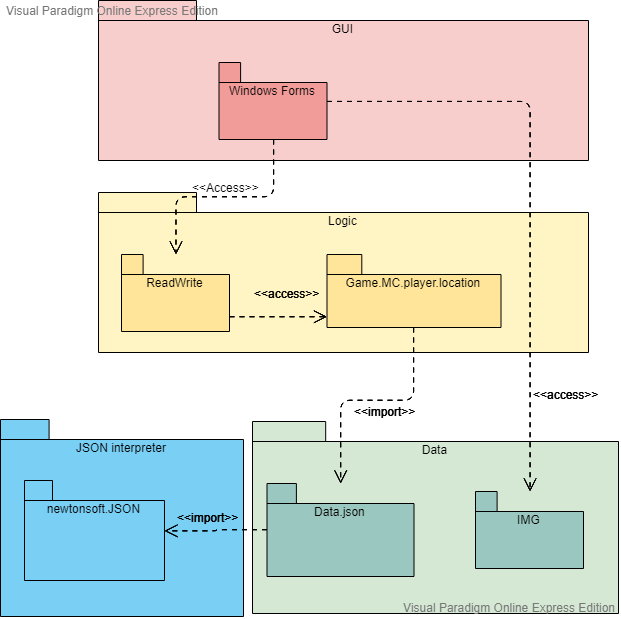 Visual Paradigm Online Express Edition
GUI
Windows Forms
<<Access>>
Logic
ReadWrite
<<access>>
Game.MC.player.location
<<access>>
<<import>>
JSON interpreter
Data
newtonsoft.JSON
<<import>>
Data.json
IMG
Visual Paradigm Online Express Edition